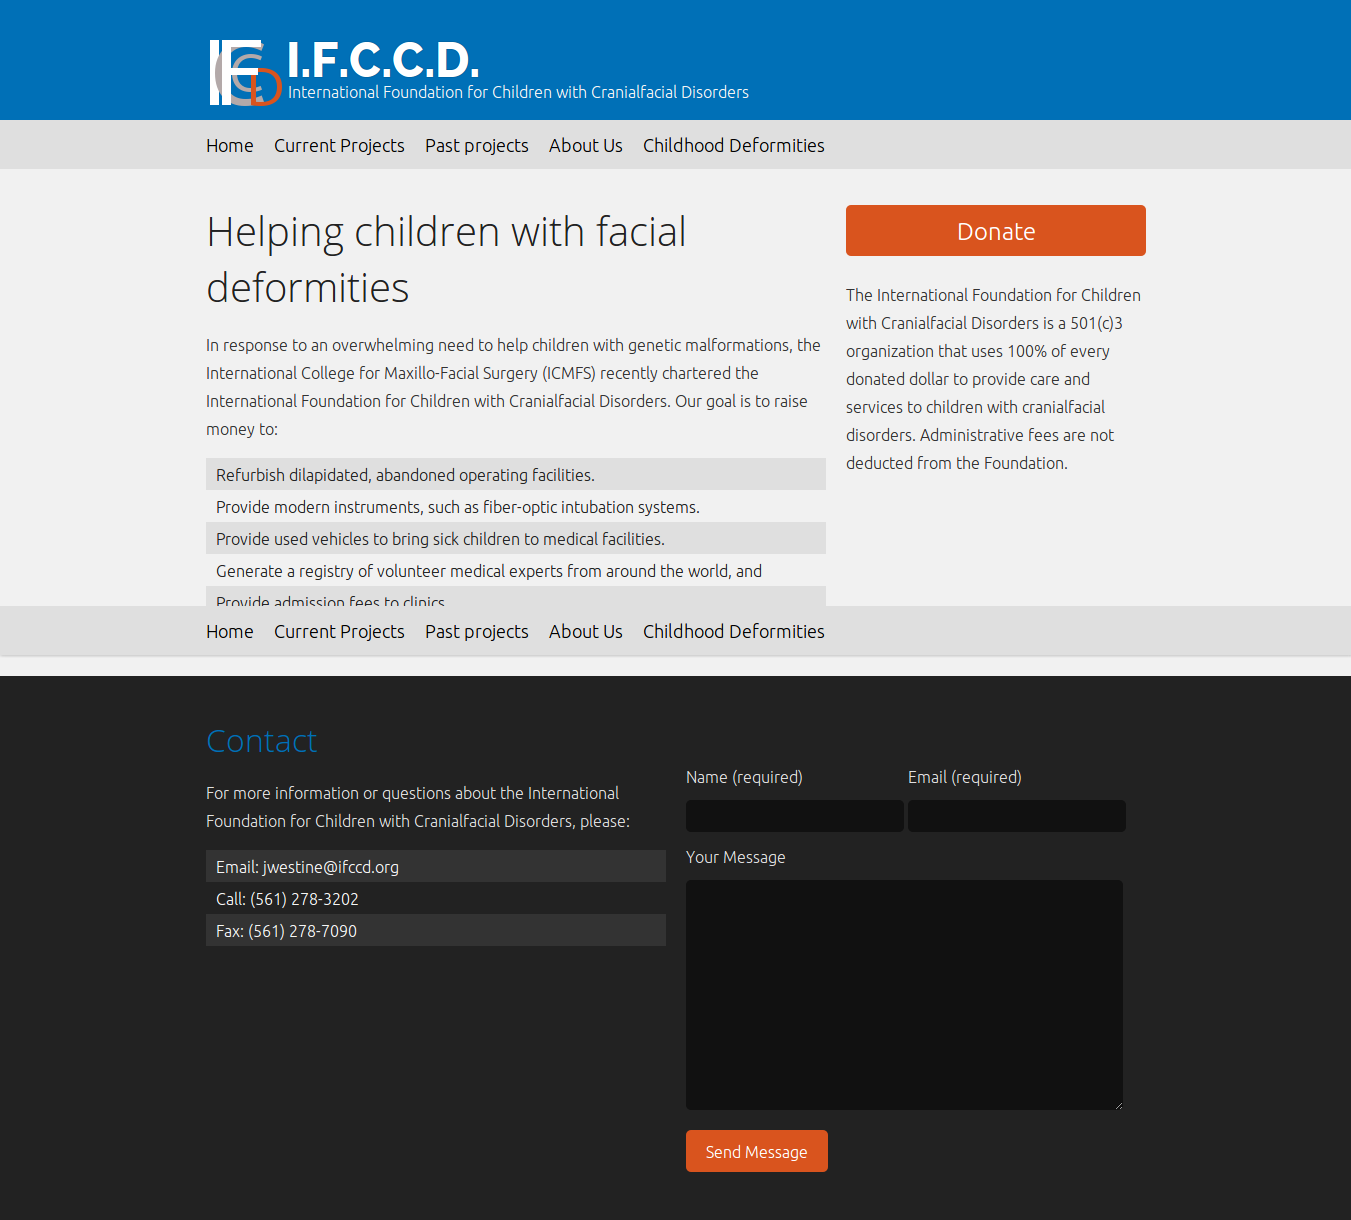 IFCCD
I.F.C.C.D.
International Foundation for Children with Cranialfacial Disorders
Home Current Projects Past projects About Us Childhood Deformities
Helping children with facial
deformities
In response to an overwhelming need to help children with genetic malformations, the
International College for Maxillo-Facial Surgery (ICMFS) recently chartered the
International Foundation for Children with Cranialfacial Disorders. Our goal is to raise
money to:
Refurbish dilapidated, abandoned operating facilities.
Provide modern instruments, such as fiber-optic intubation systems.
Provide used vehicles to bring sick children to medical facilities.
Generate a registry of volunteer medical experts from around the world, and
Provide admission fees to clinics
Donate
The International Foundation for Children
with Cranialfacial Disorders is a 501(c)3
organization that uses 100% of every
donated dollar to provide care and
services to children with cranialfacial
disorders. Administrative fees are not
deducted from the Foundation.
Home Current Projects Past projects About Us Childhood Deformities
Contact
For more information or questions about the International
Foundation for Children with Cranialfacial Disorders, please:
Email: jwestine@ifccd.org
Call: (561) 278-3202
Fax: (561) 278-7090
Name (required) Email (required)
Your Message
Send Message